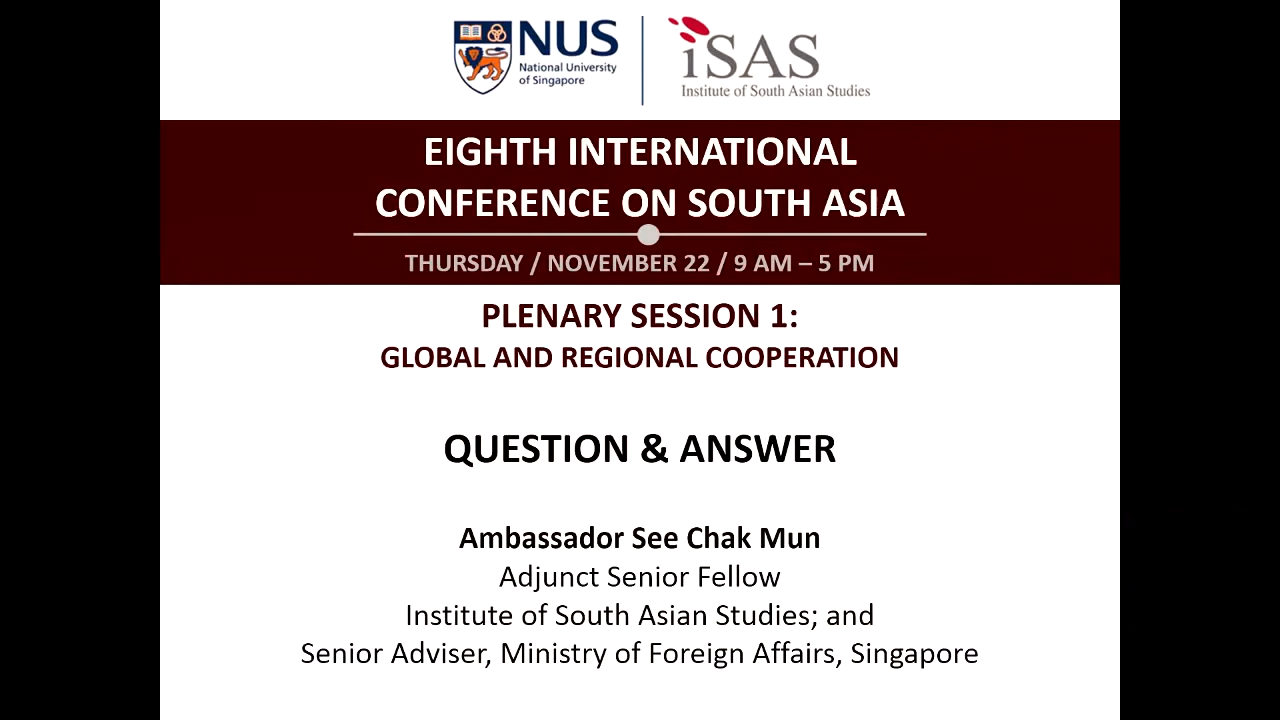 NUS
National University
of Singapore
iSAS
Institute of South Asian Studies
EIGHTH INTERNATIONAL
CONFERENCE ON SOUTH ASIA
THURSDAY / NOVEMBER 22 / 9 AM – 5 PM
PLENARY SESSION 1:
GLOBAL AND REGIONAL COOPERATION
QUESTION & ANSWER
Ambassador See Chak Mun
Adjunct Senior Fellow
Institute of South Asian Studies; and
Senior Adviser, Ministry of Foreign Affairs, Singapore